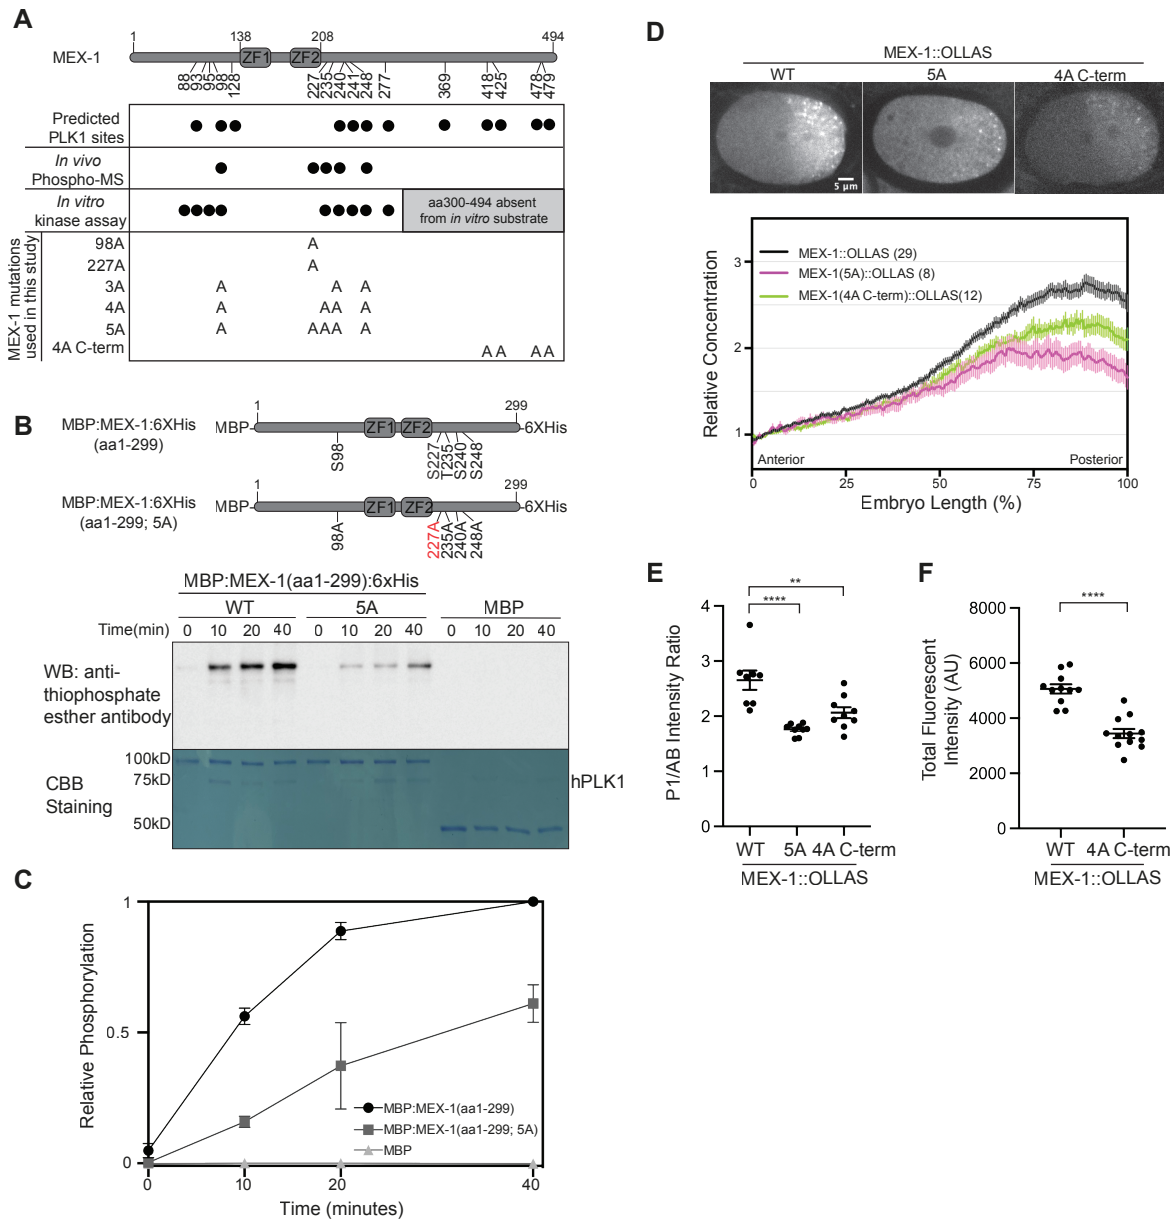 A
1
138
208
494
MEX-1
ZF1
ZF2
88
93
95
98
128
227
235
240
241
248
277
369
418
425
478
479
Predicted
PLK1 sites
In vivo
Phospho-MS
In vitro
kinase assay
aa300-494 absent
from in vitro substrate
MEX-1 mutations
used in this study
98A A
227A A
3A A A A
4A A A A A
5A A A A A A
4A C-term A A A A
B
MBP:MEX-1:6XHis
(aa1-299)
1
299
MBP
ZF1
ZF2
-6XHis
S98
S227
T235
S240
S248
MBP:MEX-1:6XHis
(aa1-299; 5A)
1
299
MBP-
ZF1
ZF2
-6XHis
98A
227A
235A
240A
248A
MBP:MEX-1(aa1-299):6xHis
WT 5A MBP
Time(min) 0 10 20 40 0 10 20 40 0 10 20 40
WB: anti-
thiophosphate
esther antibody
CBB
Staining
100kD
75kD
50kD
hPLK1
C
Relative Phosphorylation
1
0.5
0
MBP:MEX-1(aa1-299)
MBP:MEX-1(aa1-299; 5A)
MBP
0 10 20 40
Time (minutes)
D
MEX-1::OLLAS
WT 5A 4A C-term
5 μm
Relative Concentration
3
2
1
MEX-1::OLLAS (29)
MEX-1(5A)::OLLAS (8)
MEX-1(4A C-term)::OLLAS(12)
Anterior Posterior
0 25 50 75 100
Embryo Length (%)
E
P1/AB Intensity Ratio
**
****
4
3
2
1
0
WT 5A 4A C-term
MEX-1::OLLAS
F
Total Fluorescent
Intensity (AU)
****
8000
6000
4000
2000
0
WT 4A C-term
MEX-1::OLLAS